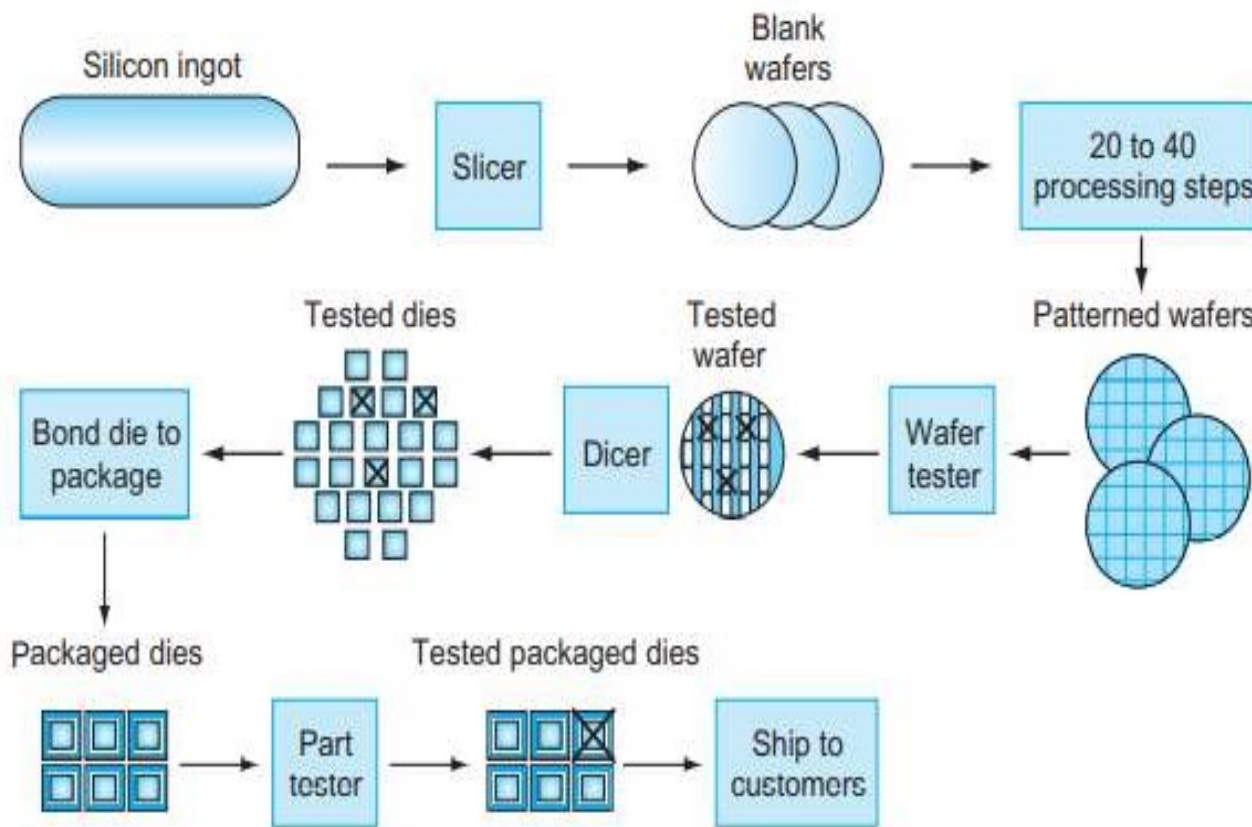 Silicon ingot
Slicer
Blank
wafers
20 to 40
processing steps
Patterned wafers
Wafer
tester
Tested
wafer
Dicer
Tested dies
Bond die to
package
Packaged dies
Part
tester
Tested packaged dies
Ship to
customers